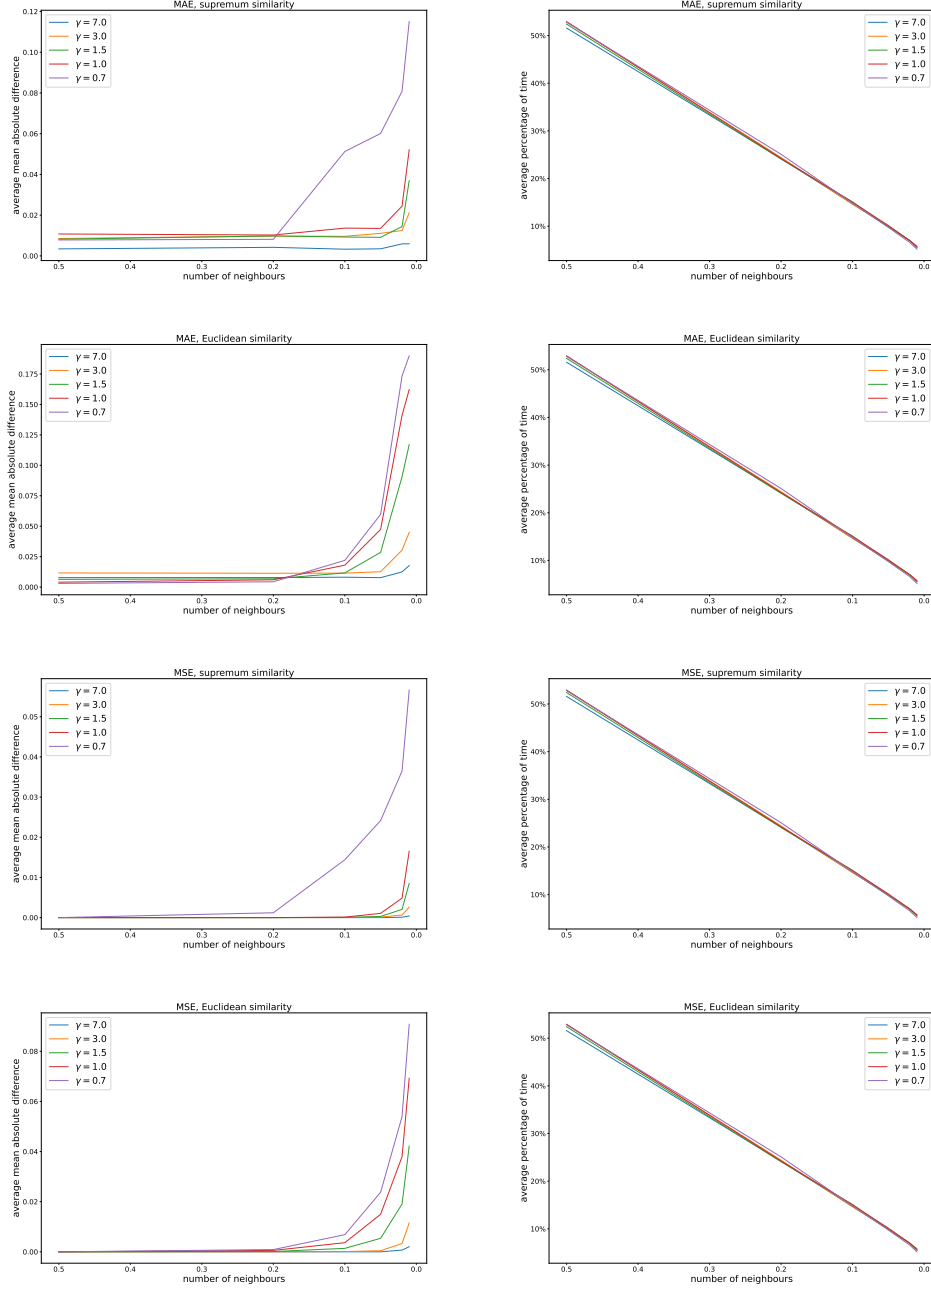 MAE, supremum similarity
average mean absolute difference
0.12
0.10
0.08
0.06
0.04
0.02
0.00
γ = 7.0
γ = 3.0
γ = 1.5
γ = 1.0
γ = 0.7
0.5 0.4 0.3 0.2 0.1 0.0
number of neighbours
MAE, supremum similarity
average percentage of time
50%
40%
30%
20%
10%
γ = 7.0
γ = 3.0
γ = 1.5
γ = 1.0
γ = 0.7
0.5 0.4 0.3 0.2 0.1 0.0
number of neighbours
MAE, Euclidean similarity
average mean absolute difference
0.175
0.150
0.125
0.100
0.075
0.050
0.025
0.000
γ = 7.0
γ = 3.0
γ = 1.5
γ = 1.0
γ = 0.7
0.5 0.4 0.3 0.2 0.1 0.0
number of neighbours
MAE, Euclidean similarity
average percentage of time
50%
40%
30%
20%
10%
γ = 7.0
γ = 3.0
γ = 1.5
γ = 1.0
γ = 0.7
0.5 0.4 0.3 0.2 0.1 0.0
number of neighbours
MSE, supremum similarity
average mean absolute difference
0.05
0.04
0.03
0.02
0.01
0.00
γ = 7.0
γ = 3.0
γ = 1.5
γ = 1.0
γ = 0.7
0.5 0.4 0.3 0.2 0.1 0.0
number of neighbours
MSE, supremum similarity
average percentage of time
50%
40%
30%
20%
10%
γ = 7.0
γ = 3.0
γ = 1.5
γ = 1.0
γ = 0.7
0.5 0.4 0.3 0.2 0.1 0.0
number of neighbours
MSE, Euclidean similarity
average mean absolute difference
0.08
0.06
0.04
0.02
0.00
γ = 7.0
γ = 3.0
γ = 1.5
γ = 1.0
γ = 0.7
0.5 0.4 0.3 0.2 0.1 0.0
number of neighbours
MSE, Euclidean similarity
average percentage of time
50%
40%
30%
20%
10%
γ = 7.0
γ = 3.0
γ = 1.5
γ = 1.0
γ = 0.7
0.5 0.4 0.3 0.2 0.1 0.0
number of neighbours